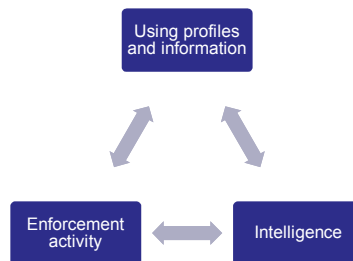 Using profiles
and information
Enforcement
activity
Intelligence